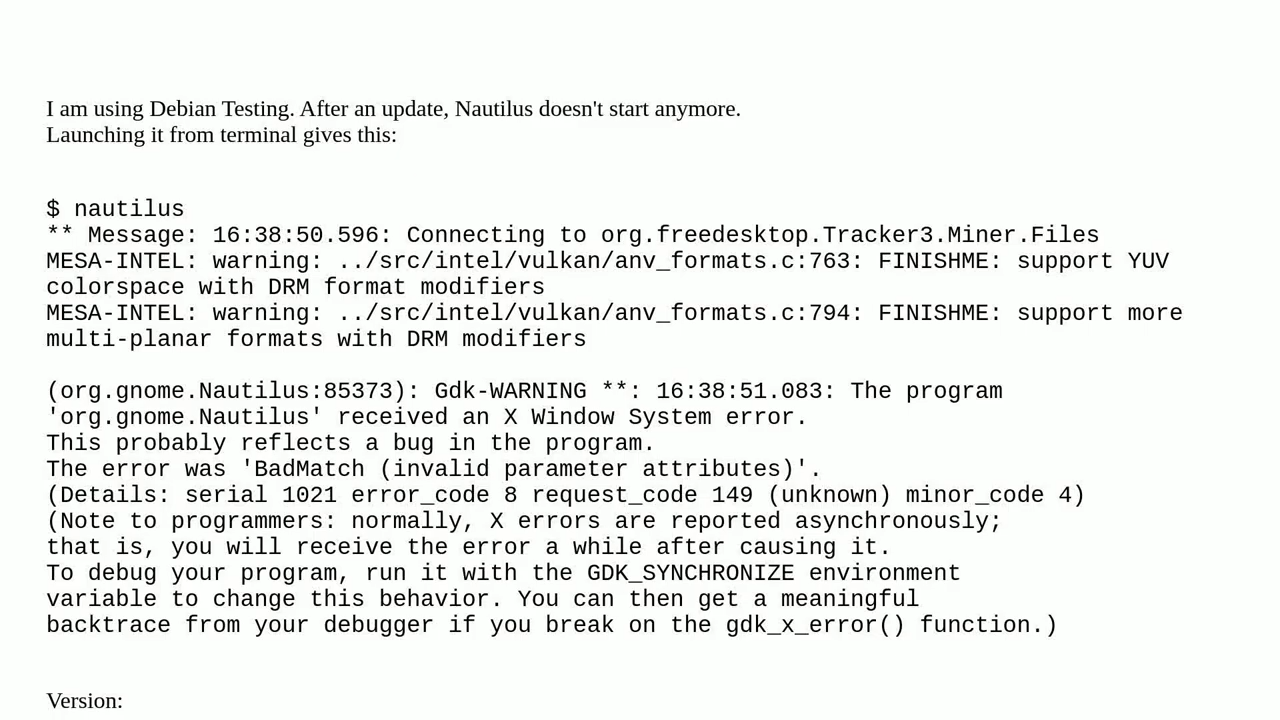 I am using Debian Testing. After an update, Nautilus doesn't start anymore.
Launching it from terminal gives this:
$ nautilus
** Message: 16:38:50.596: Connecting to org.freedesktop.Tracker3.Miner.Files
MESA-INTEL: warning: ../src/intel/vulkan/anv_formats.c:763: FINISHME: support YUV
colorspace with DRM format modifiers
MESA-INTEL: warning: ../src/intel/vulkan/anv_formats.c:794: FINISHME: support more
multi-planar formats with DRM modifiers
(org.gnome.Nautilus:85373): Gdk-WARNING **: 16:38:51.083: The program
'org.gnome.Nautilus' received an X Window System error.
This probably reflects a bug in the program.
The error was 'BadMatch (invalid parameter attributes)'.
(Details: serial 1021 error_code 8 request_code 149 (unknown) minor_code 4)
(Note to programmers: normally, X errors are reported asynchronously;
that is, you will receive the error a while after causing it.
To debug your program, run it with the GDK_SYNCHRONIZE environment
variable to change this behavior. You can then get a meaningful
backtrace from your debugger if you break on the gdk_x_error() function.)
Version: